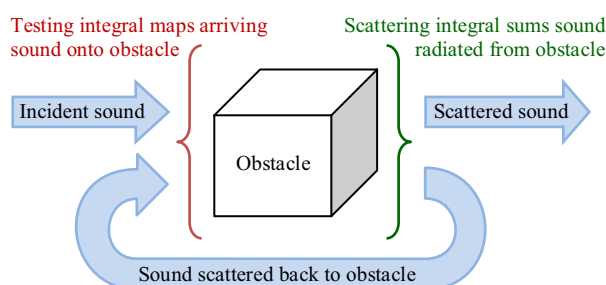 Testing integral maps arriving
sound onto obstacle
Scattering integral sums sound
radiated from obstacle
Incident sound
Obstacle
Scattered sound
Sound scattered back to obstacle